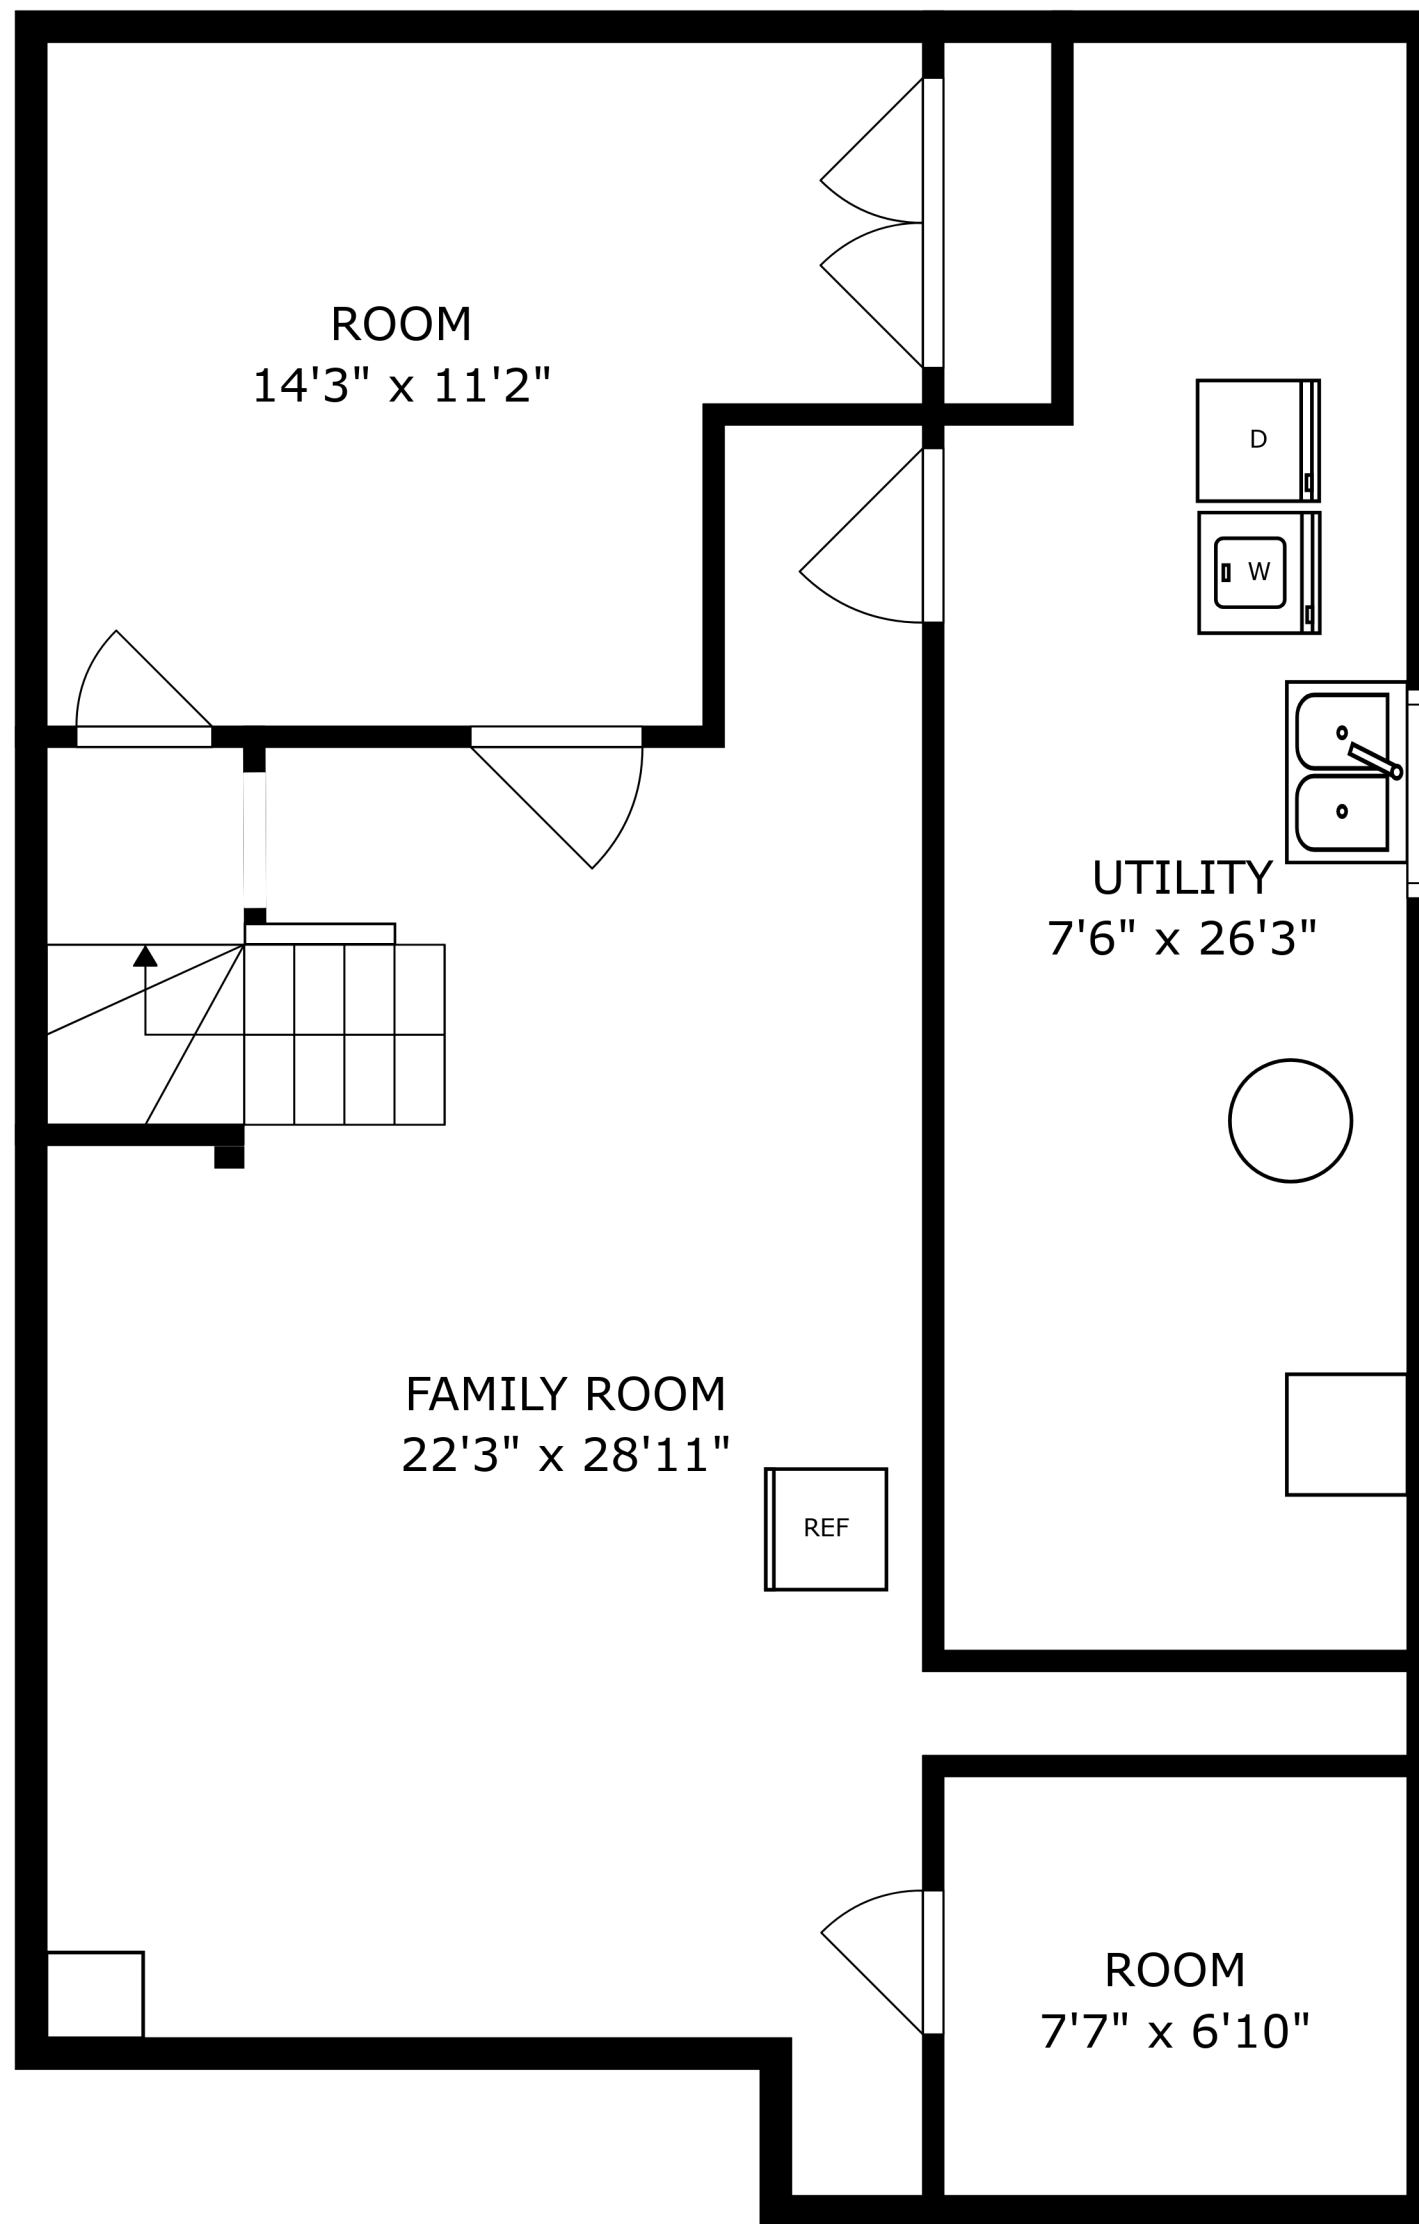 ROOM
14'3" x 11'2"
D
W
UTILITY
7'6" x 26'3"
FAMILY ROOM
22'3" x 28'11"
REF
ROOM
7'7" x 6'10"